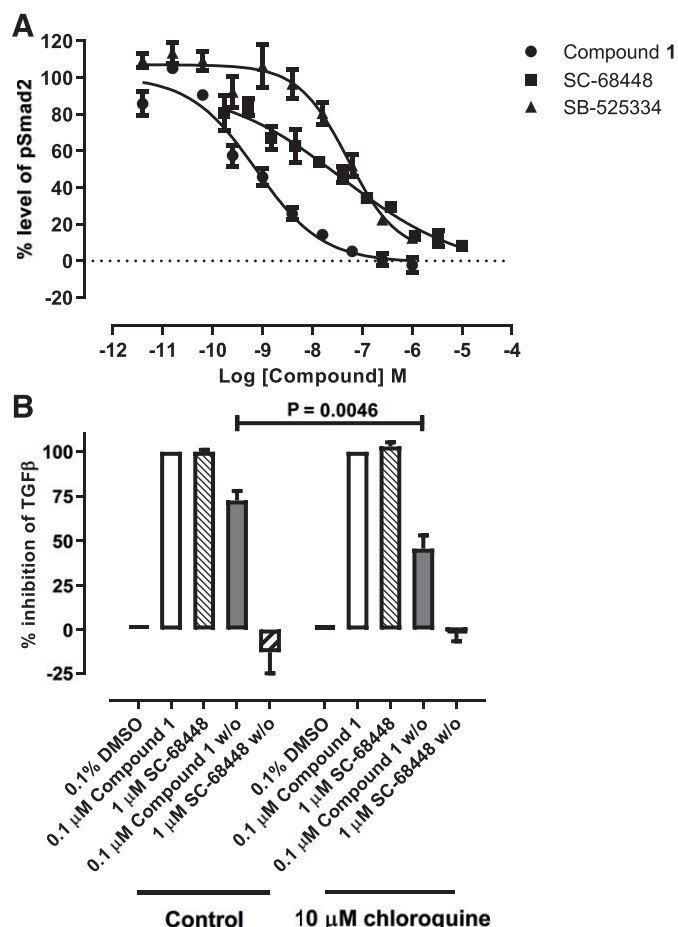 A
Compound 1
SC-68448
SB-525334
% level of pSmad2
120
100
80
60
40
20
0
-20
-12 -11 -10 -9 -8 -7 -6 -5 -4
Log [Compound] M
B
P = 0.0046
% inhibition of TGFβ
100
75
50
25
0
-25
0.1% DMSO
0.1 μM Compound 1
1 μM SC-68448
0.1 μM Compound 1 w/o
1 μM SC-68448 w/o
0.1% DMSO
0.1 μM Compound 1
1 μM SC-68448
0.1 μM Compound 1 w/o
1 μM SC-68448 w/o
Control 10 μM chloroquine